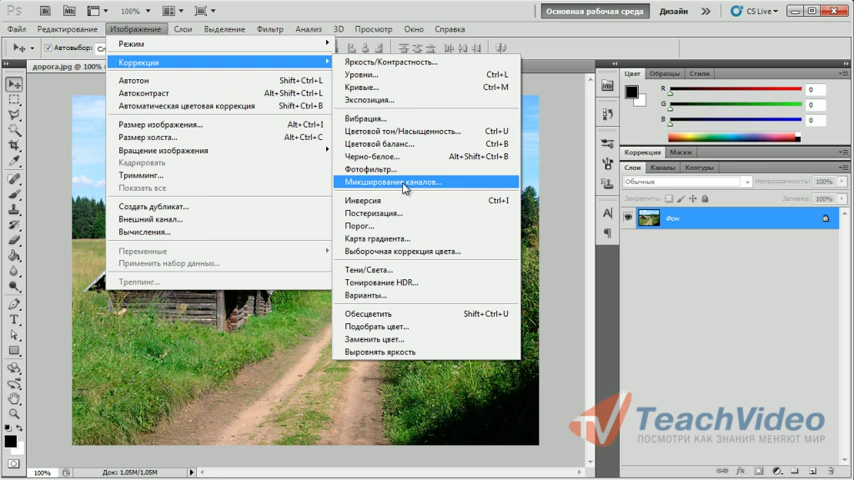 Ps Br Mb 100% Основная рабочая среда Дизайн CS Live
Файл Редактирование Изображение Слои Выделение Фильтр Анализ 3D Просмотр Окно Справка
Автовыбор:
дорога.jpg @ 100%
Режим
Коррекция
Автотон Shift+Ctrl+L
Автоконтраст Alt+Shift+Ctrl+L
Автоматическая цветовая коррекция Shift+Ctrl+B
Размер изображения... Alt+Ctrl+I
Размер холста... Alt+Ctrl+C
Вращение изображения
Кадрировать
Тримминг...
Показать все
Создать дубликат...
Внешний канал...
Вычисления...
Переменные
Применить набор данных...
Треппинг...
Яркость/Контрастность...
Уровни... Ctrl+L
Кривые... Ctrl+M
Экспозиция...
Вибрация...
Цветовой тон/Насыщенность... Ctrl+U
Цветовой баланс... Ctrl+B
Черно-белое... Alt+Shift+Ctrl+B
Фотофильтр...
Микширование каналов...
Инверсия Ctrl+I
Постеризация...
Порог...
Карта градиента...
Выборочная коррекция цвета...
Тени/Света...
Тонирование HDR...
Варианты...
Обесцветить Shift+Ctrl+U
Подобрать цвет...
Заменить цвет...
Выровнять яркость
Цвет Образцы Стили
R 0
G 0
B 0
Коррекция Маски
Слои Каналы Контуры
Обычные Непрозрачность: 100%
Закрепить: Заливка: 100%
Фон
TeachVideo
ПОСМОТРИ КАК ЗНАНИЯ МЕНЯЮТ МИР
100% Док: 1.05M/1.05M